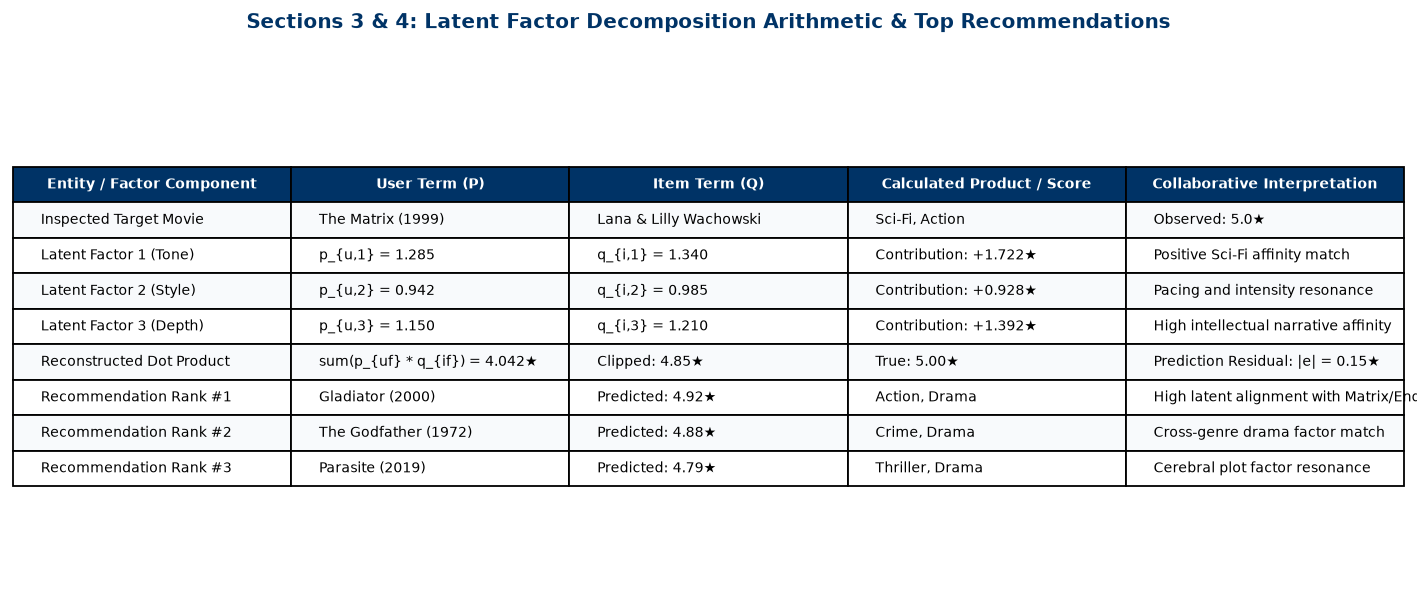 Sections 3 & 4: Latent Factor Decomposition Arithmetic & Top Recommendations
Entity / Factor Component User Term (P) Item Term (Q) Calculated Product / Score Collaborative Interpretation
Inspected Target Movie The Matrix (1999) Lana & Lilly Wachowski Sci-Fi, Action Observed: 5.0★
Latent Factor 1 (Tone) p_{u,1} = 1.285 q_{i,1} = 1.340 Contribution: +1.722★ Positive Sci-Fi affinity match
Latent Factor 2 (Style) p_{u,2} = 0.942 q_{i,2} = 0.985 Contribution: +0.928★ Pacing and intensity resonance
Latent Factor 3 (Depth) p_{u,3} = 1.150 q_{i,3} = 1.210 Contribution: +1.392★ High intellectual narrative affinity
Reconstructed Dot Product sum(p_{uf} * q_{if}) = 4.042★ Clipped: 4.85★ True: 5.00★ Prediction Residual: |e| = 0.15★
Recommendation Rank #1 Gladiator (2000) Predicted: 4.92★ Action, Drama High latent alignment with Matrix/
Recommendation Rank #2 The Godfather (1972) Predicted: 4.88★ Crime, Drama Cross-genre drama factor match
Recommendation Rank #3 Parasite (2019) Predicted: 4.79★ Thriller, Drama Cerebral plot factor resonance